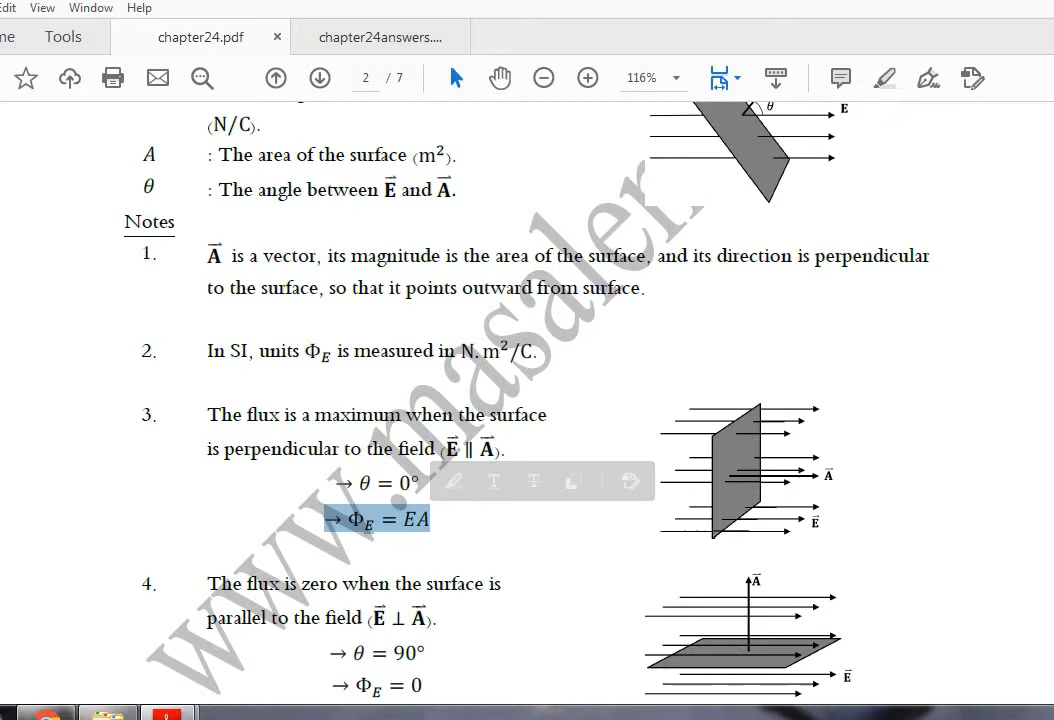 Edit View Window Help
me Tools chapter24.pdf × chapter24answers....
2 / 7 116%
θ E
(N/C).
A : The area of the surface (m²).
θ : The angle between E⃗ and A⃗.
Notes
1. A⃗ is a vector, its magnitude is the area of the surface, and its direction is perpendicular
to the surface, so that it points outward from surface.
2. In SI, units Φ_E is measured in N. m²/C.
3. The flux is a maximum when the surface
is perpendicular to the field (E⃗ ∥ A⃗).
→ θ = 0°
→ Φ_E = EA
A⃗
E⃗
4. The flux is zero when the surface is
parallel to the field (E⃗ ⊥ A⃗).
→ θ = 90°
→ Φ_E = 0
A⃗
E⃗
www.masaler